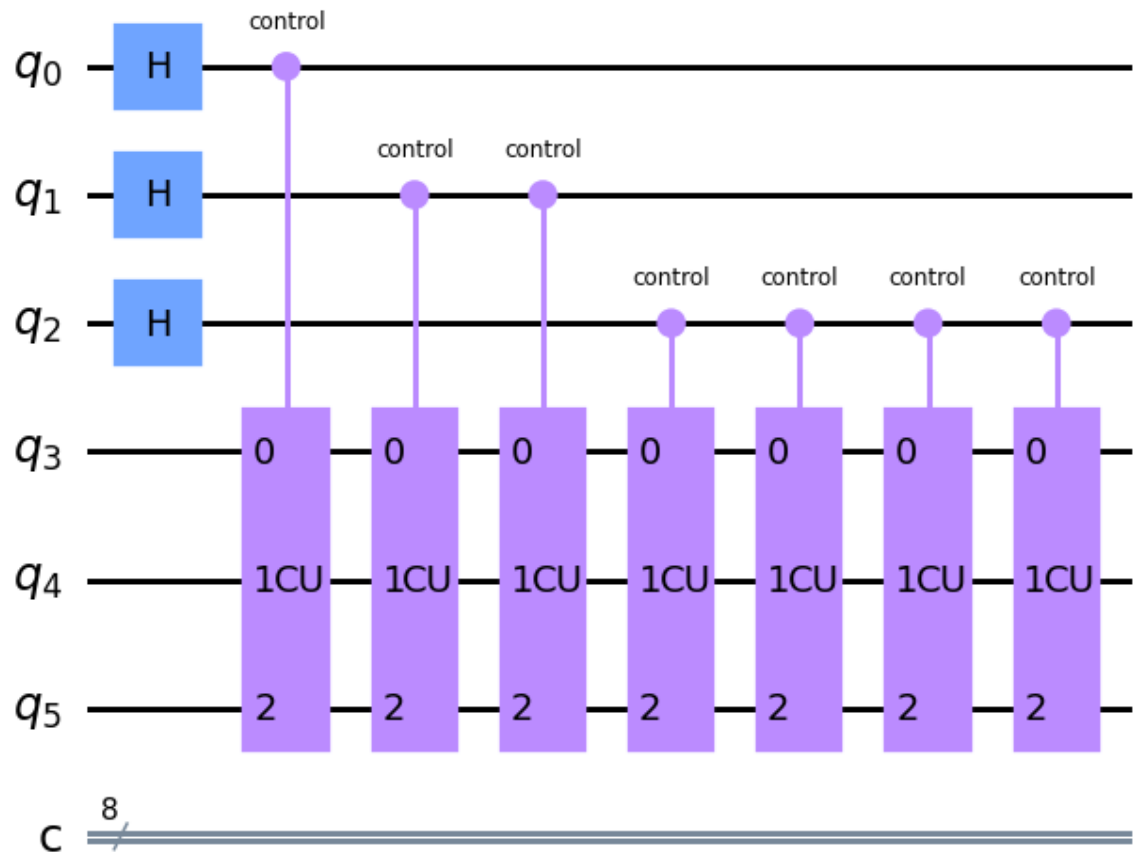 control
q0 H
control control
q1 H
control control control control
q2 H
q3 0 0 0 0 0 0 0
q4 1CU 1CU 1CU 1CU 1CU 1CU 1CU
q5 2 2 2 2 2 2 2
8
c